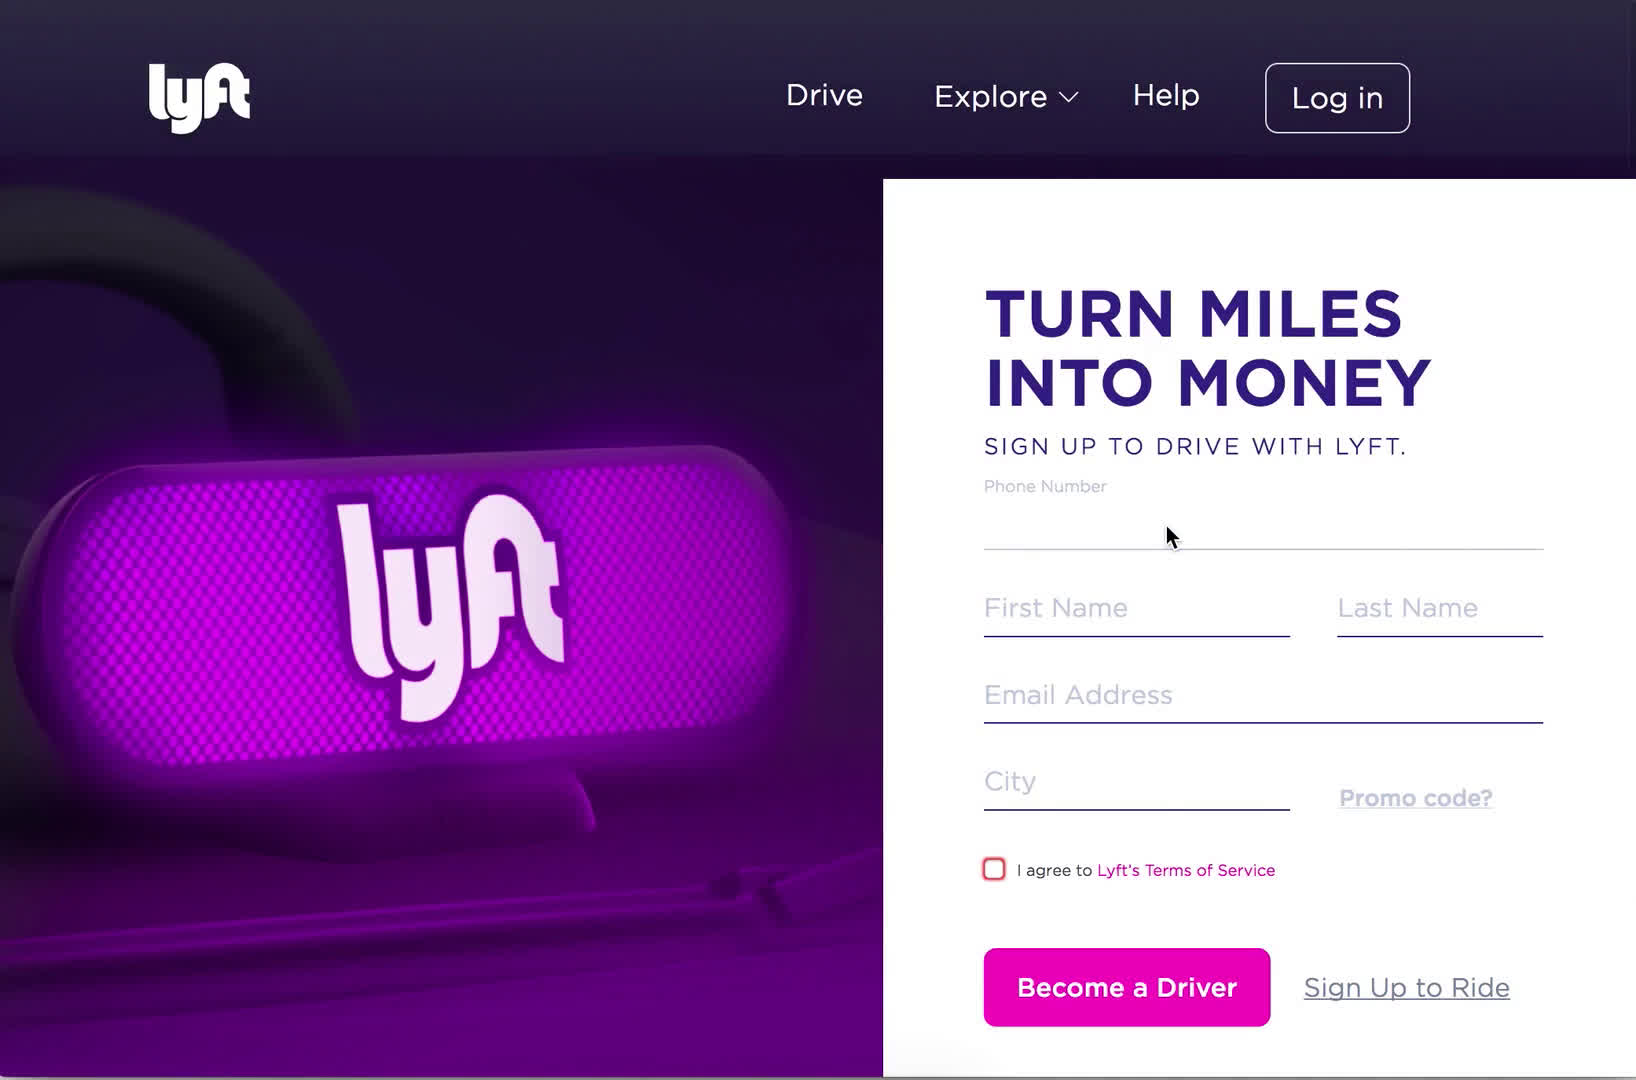 lyft
Drive Explore Help Log in
lyft
TURN MILES
INTO MONEY
SIGN UP TO DRIVE WITH LYFT.
Phone Number
First Name Last Name
Email Address
City Promo code?
I agree to Lyft's Terms of Service
Become a Driver Sign Up to Ride